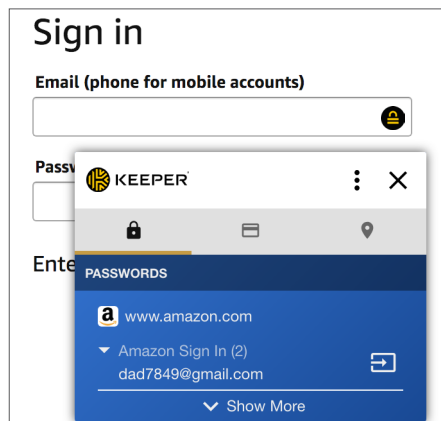 Sign in
Email (phone for mobile accounts)
Passw
KEEPER
Ente
PASSWORDS
a www.amazon.com
Amazon Sign In (2)
dad7849@gmail.com
Show More